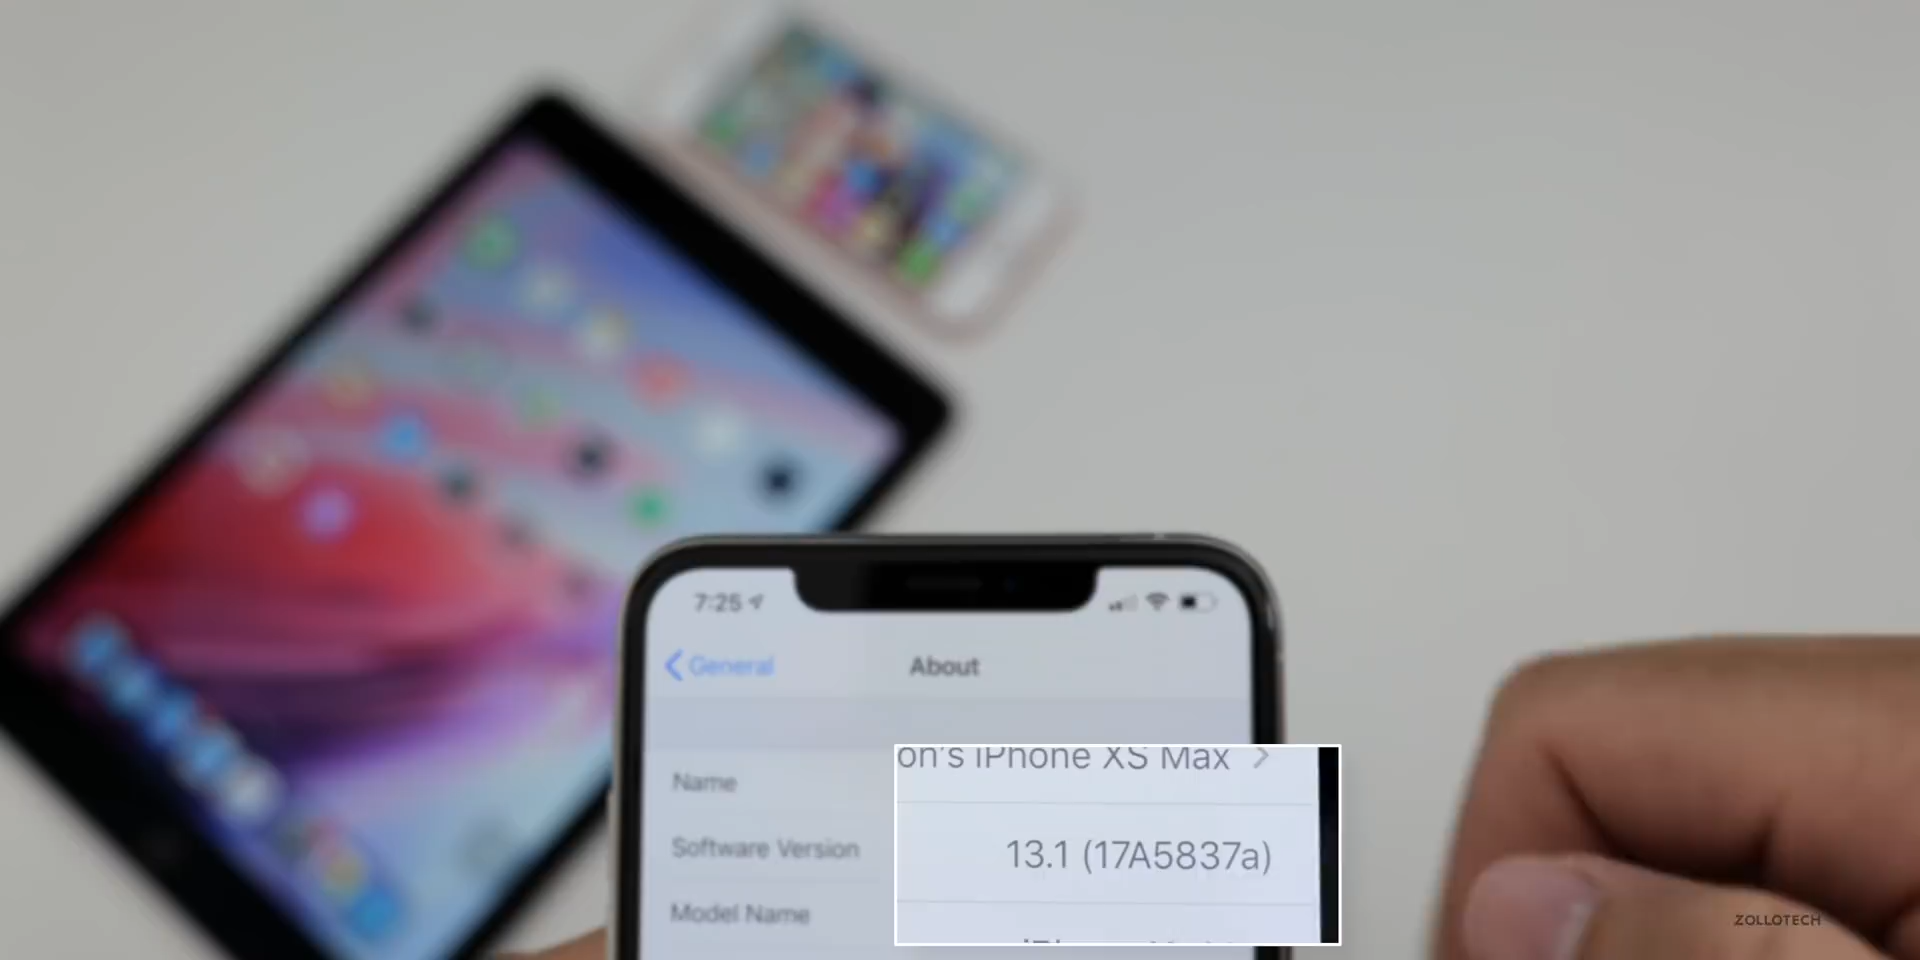 7:25
General
About
Name
on's iPhone XS Max
Software Version
13.1 (17A5837a)
Model Name
ZOLLOTECH